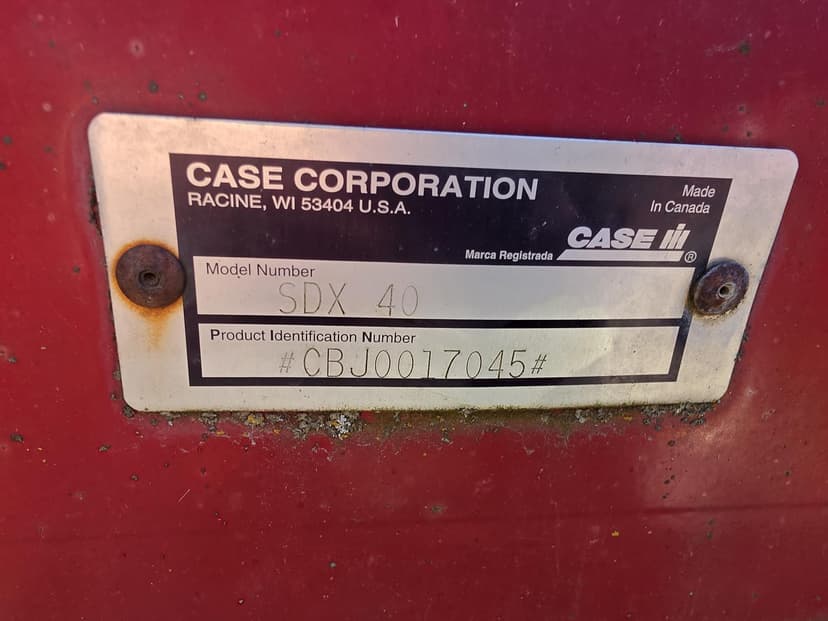 CASE CORPORATION
RACINE, WI 53404 U.S.A.
Made
In Canada
CASE IH
Marca Registrada ®
Model Number
SDX 40
Product Identification Number
#CBJ0017045#